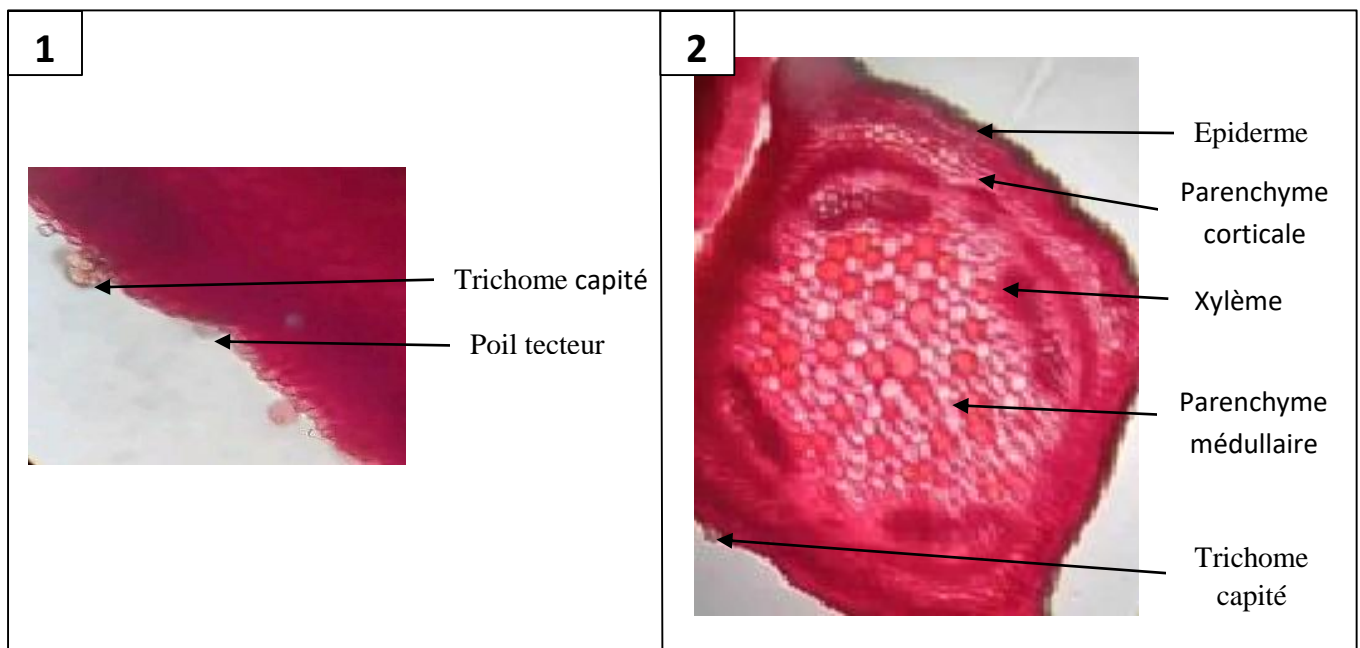 1
Trichome capité
Poil tecteur
2
Epiderme
Parenchyme
corticale
Xylème
Parenchyme
médullaire
Trichome
capité